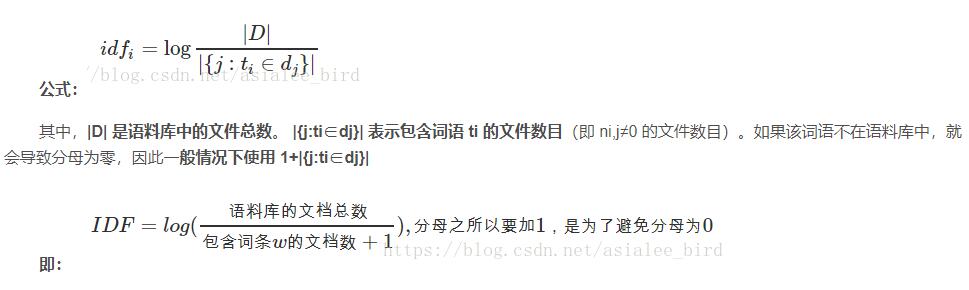 idf_i = log |D| / |{j : t_i ∈ d_j}|
//blog.csdn.net/asialee_bird
公式：
其中，|D| 是语料库中的文件总数。 |{j:ti∈dj}| 表示包含词语 ti 的文件数目（即 ni,j≠0 的文件数目）。如果该词语不在语料库中，就
会导致分母为零，因此一般情况下使用 1+|{j:ti∈dj}|
IDF = log(语料库的文档总数 / 包含词条w的文档数 + 1), 分母之所以要加1，是为了避免分母为0
https://blog.csdn.net/asialee_bird
即：